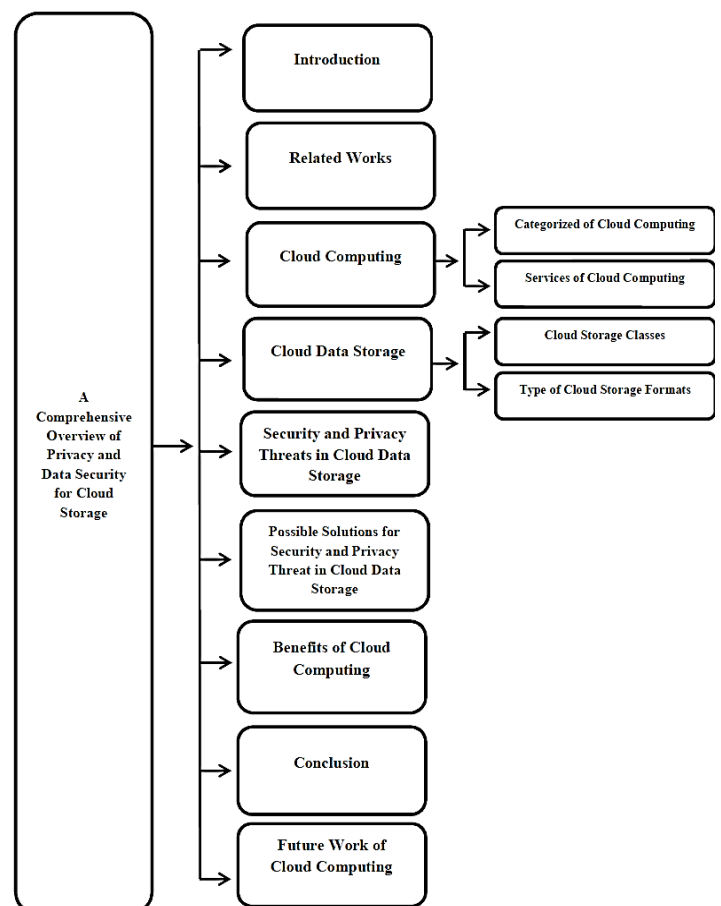 A
Comprehensive
Overview of
Privacy and
Data Security
for Cloud
Storage
Introduction
Related Works
Cloud Computing
Categorized of Cloud Computing
Services of Cloud Computing
Cloud Data Storage
Cloud Storage Classes
Type of Cloud Storage Formats
Security and Privacy
Threats in Cloud Data
Storage
Possible Solutions for
Security and Privacy
Threat in Cloud Data
Storage
Benefits of Cloud
Computing
Conclusion
Future Work of
Cloud Computing